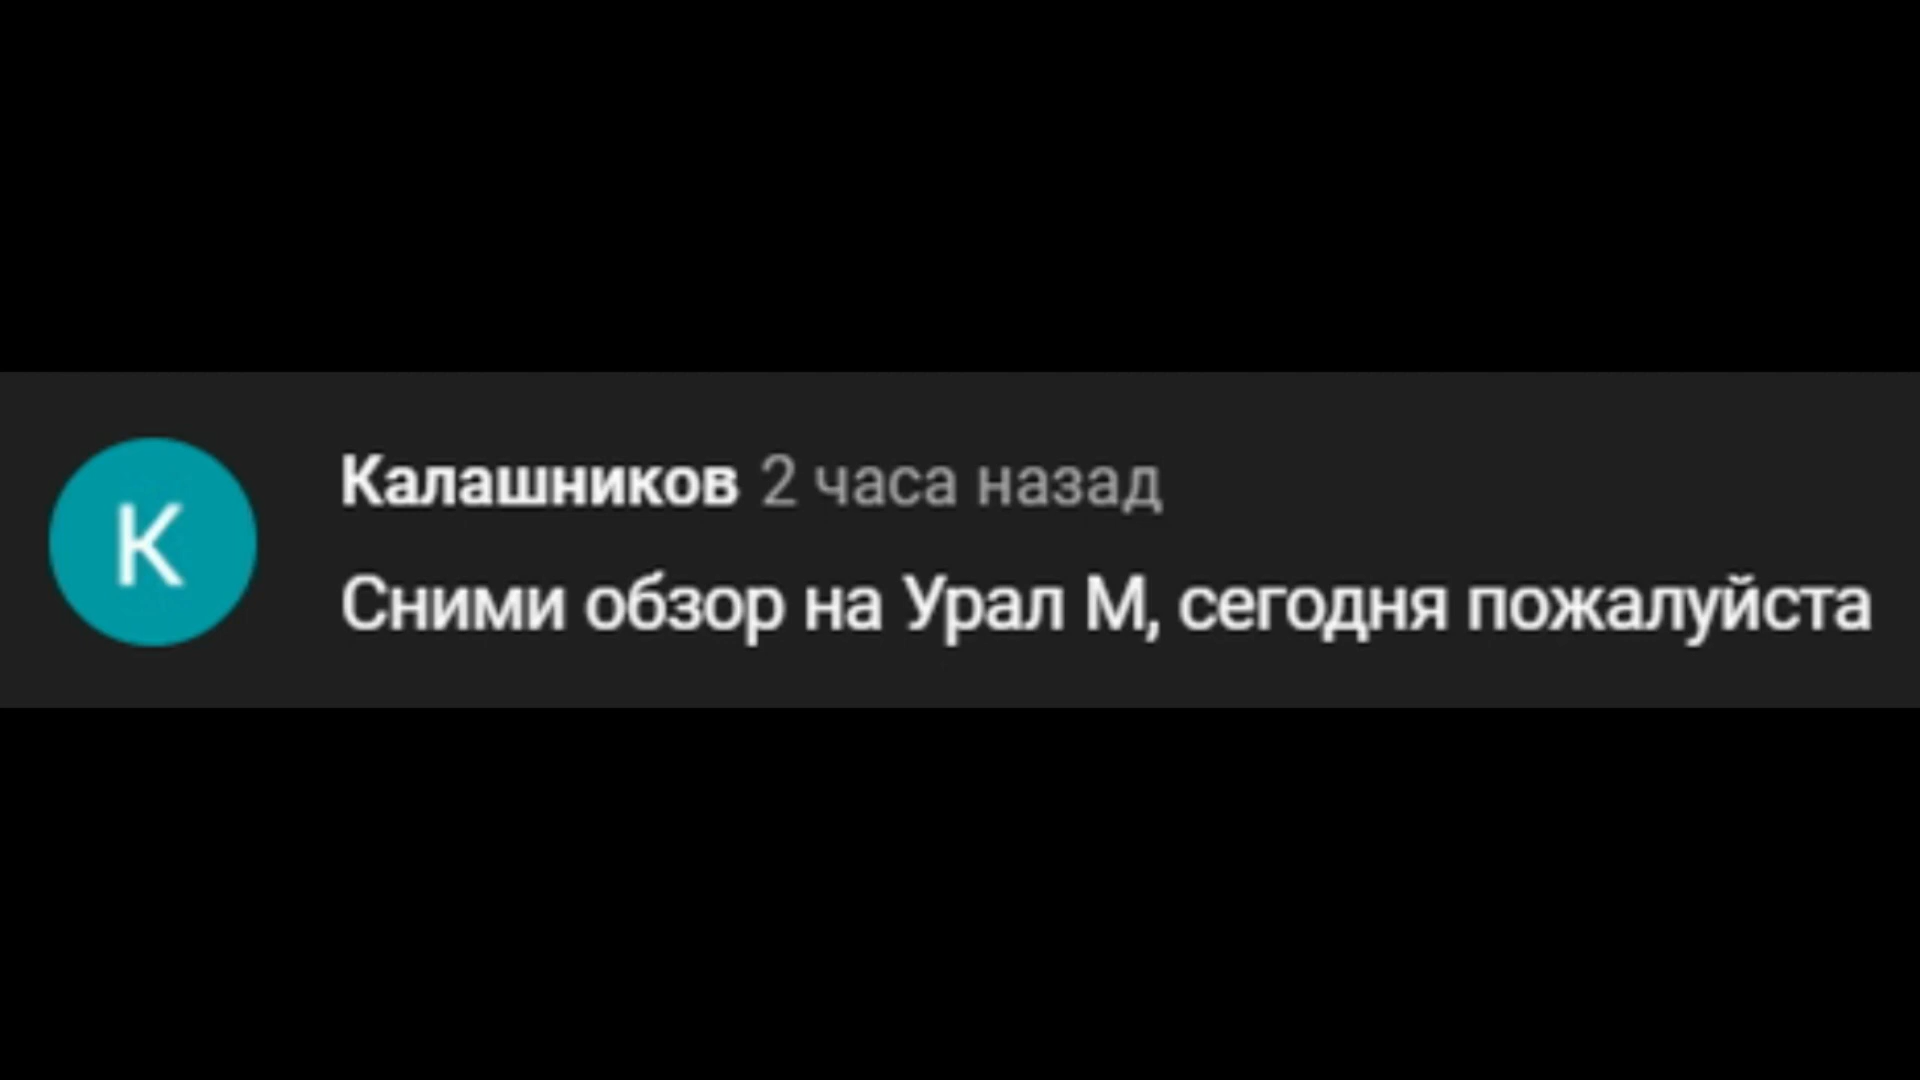 К
Калашников 2 часа назад
Сними обзор на Урал М, сегодня пожалуйста